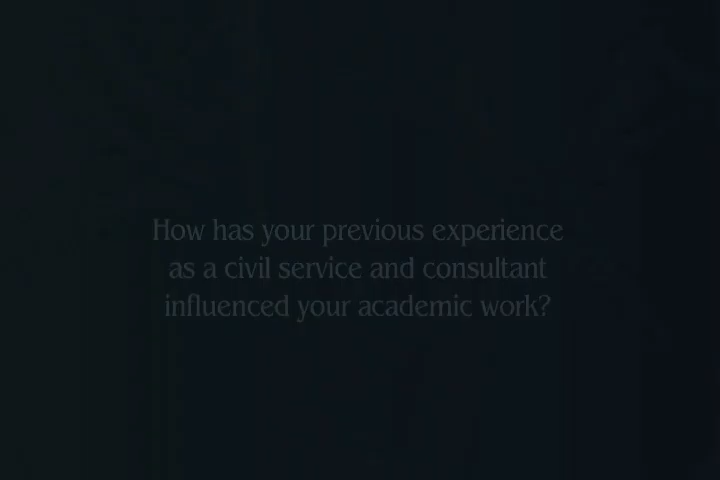 How has your previous experience
as a civil service and consultant
influenced your academic work?